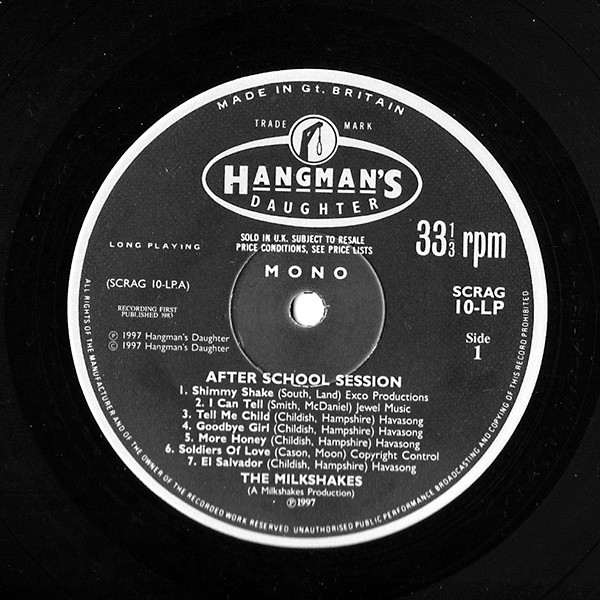 MADE IN Gt. BRITAIN
TRADE MARK
HANGMAN'S
DAUGHTER
SOLD IN U.K. SUBJECT TO RESALE
PRICE CONDITIONS, SEE PRICE LISTS
LONG PLAYING
33 1/3 rpm
MONO
(SCRAG 10-LP.A)
SCRAG
10-LP
RECORDING FIRST
PUBLISHED 1983
Ⓟ 1997 Hangman's Daughter
© 1997 Hangman's Daughter
Side
1
AFTER SCHOOL SESSION
1. Shimmy Shake (South, Land) Exco Productions
2. I Can Tell (Smith, McDaniel) Jewel Music
3. Tell Me Child (Childish, Hampshire) Havasong
4. Goodbye Girl (Childish, Hampshire) Havasong
5. More Honey (Childish, Hampshire) Havasong
6. Soldiers Of Love (Cason, Moon) Copyright Control
7. El Salvador (Childish, Hampshire) Havasong
THE MILKSHAKES
(A Milkshakes Production)
Ⓟ1997
ALL RIGHTS OF THE MANUFACTURER AND OF THE OWNER OF THE RECORDED WORK RESERVED. UNAUTHORISED PUBLIC PERFORMANCE BROADCASTING AND COPYING OF THIS RECORD PROHIBITED